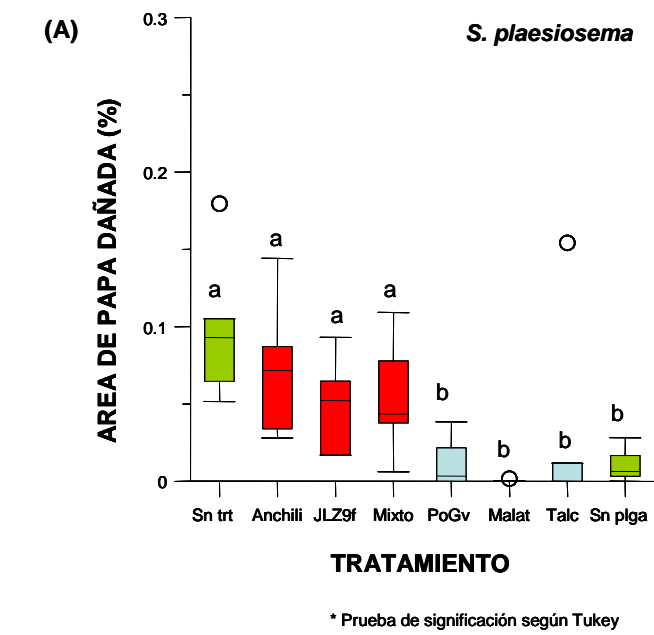 (A)
S. plaesiosema
AREA DE PAPA DAÑADA (%)
0.3
0.2
0.1
0
a
a
a
a
b
b
b
b
Sn trt Anchili JLZ9f Mixto PoGv Malat Talc Sn plga
TRATAMIENTO
* Prueba de significación según Tukey